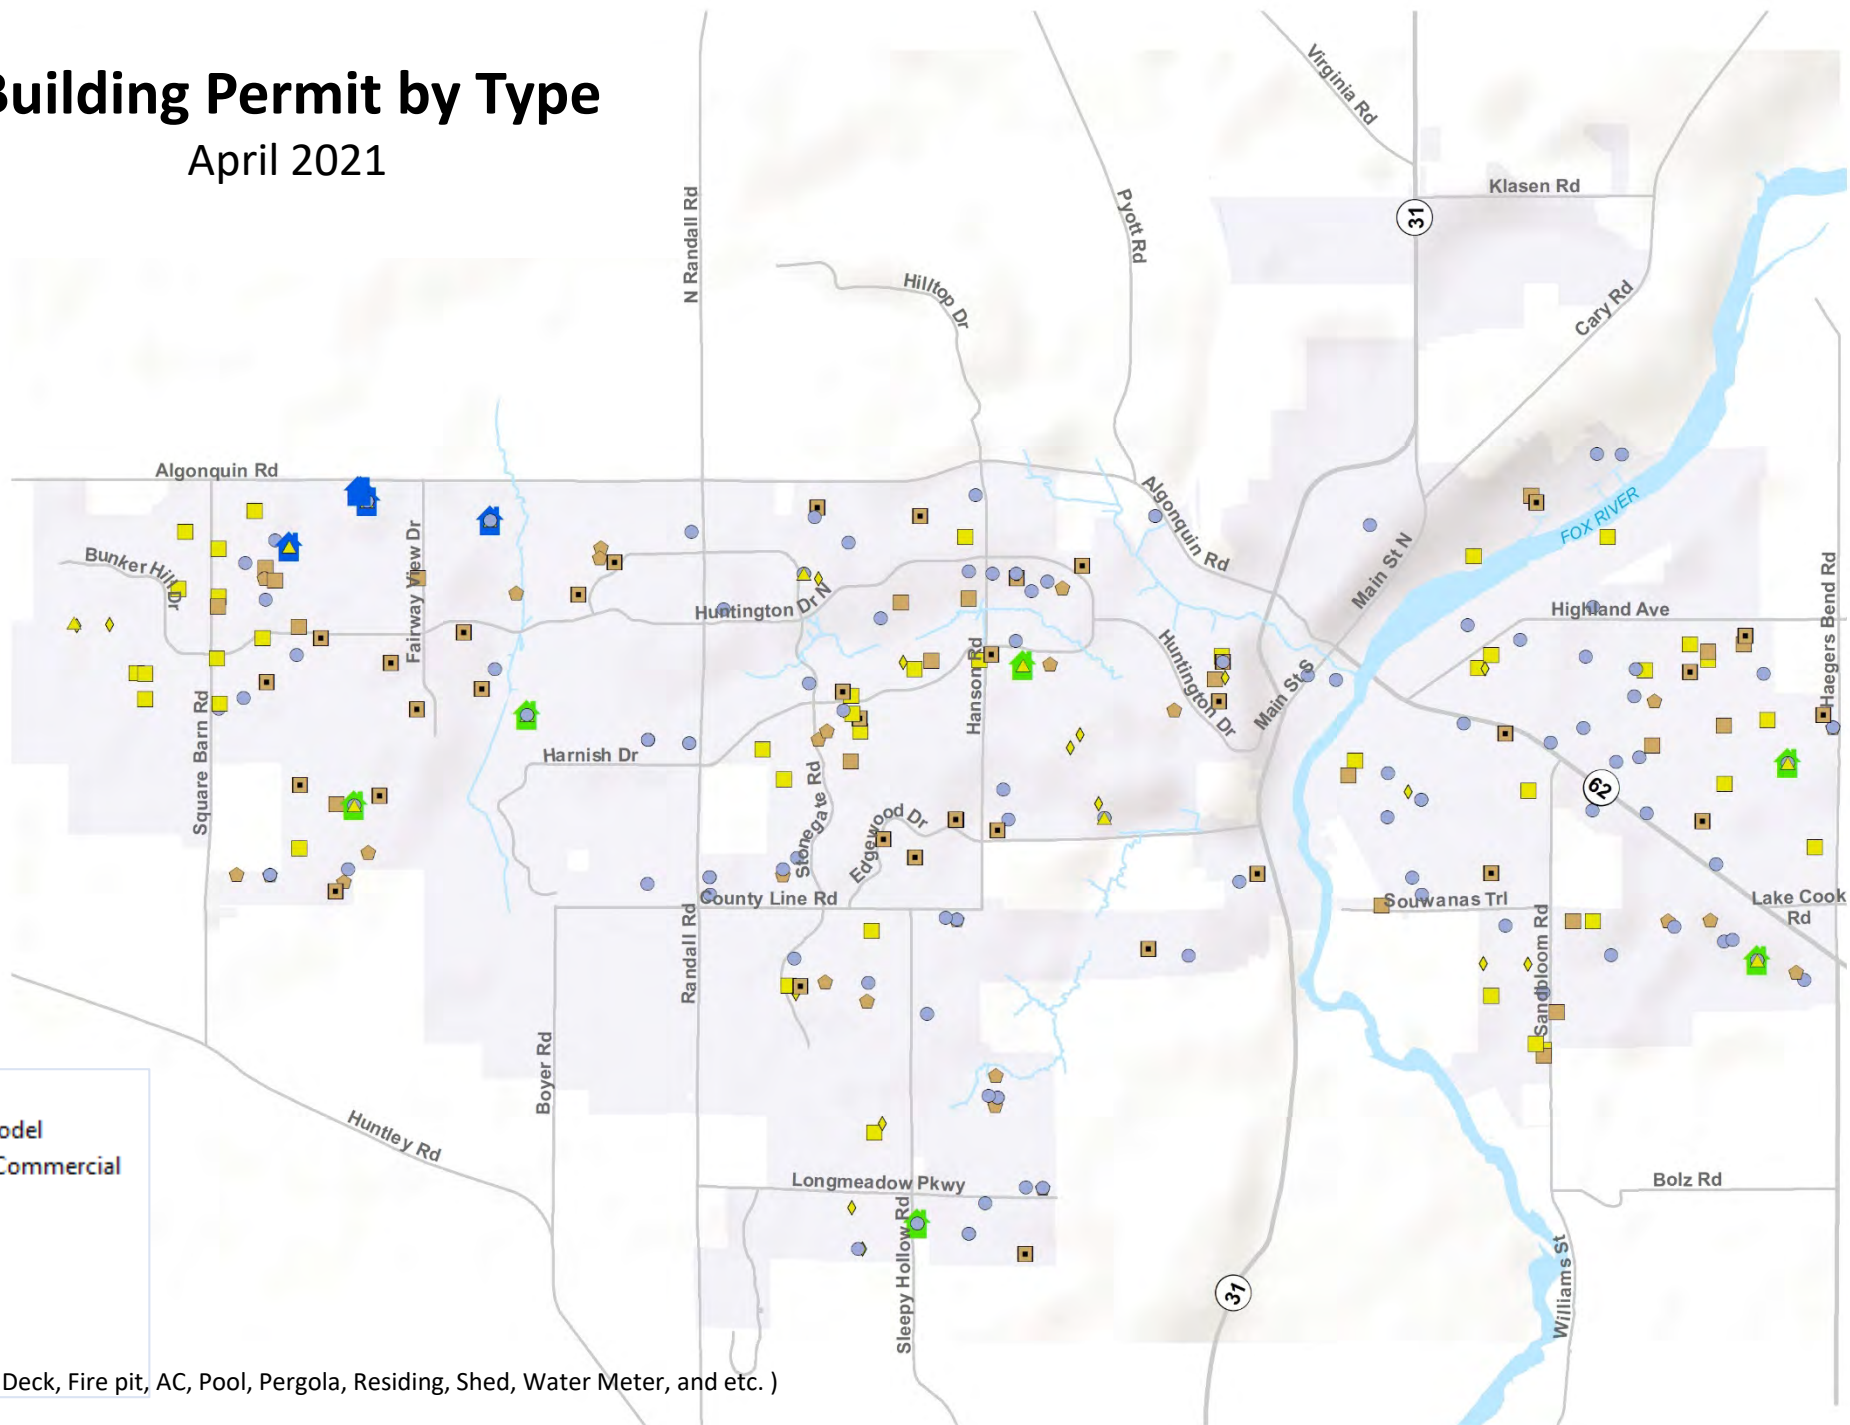 Building Permit by Type
April 2021
Virginia Rd
Klasen Rd
31
N Randall Rd
Pyott Rd
Hilltop Dr
Cary Rd
Algonquin Rd
Algonquin Rd
FOX RIVER
Main St N
Bunker Hill Dr
Fairway View Dr
Huntington Dr N
Highland Ave
Haegers Bend Rd
Hanson Rd
Huntington Dr
Main St S
Square Barn Rd
Harnish Dr
Stonegate Rd
Edgewood Dr
62
County Line Rd
Souwanas Trl
Lake Cook
Rd
Randall Rd
Sandbloom Rd
Boyer Rd
Huntley Rd
odel
Commercial
Longmeadow Pkwy
Bolz Rd
Sleepy Hollow Rd
31
Williams St
Deck, Fire pit, AC, Pool, Pergola, Residing, Shed, Water Meter, and etc. )